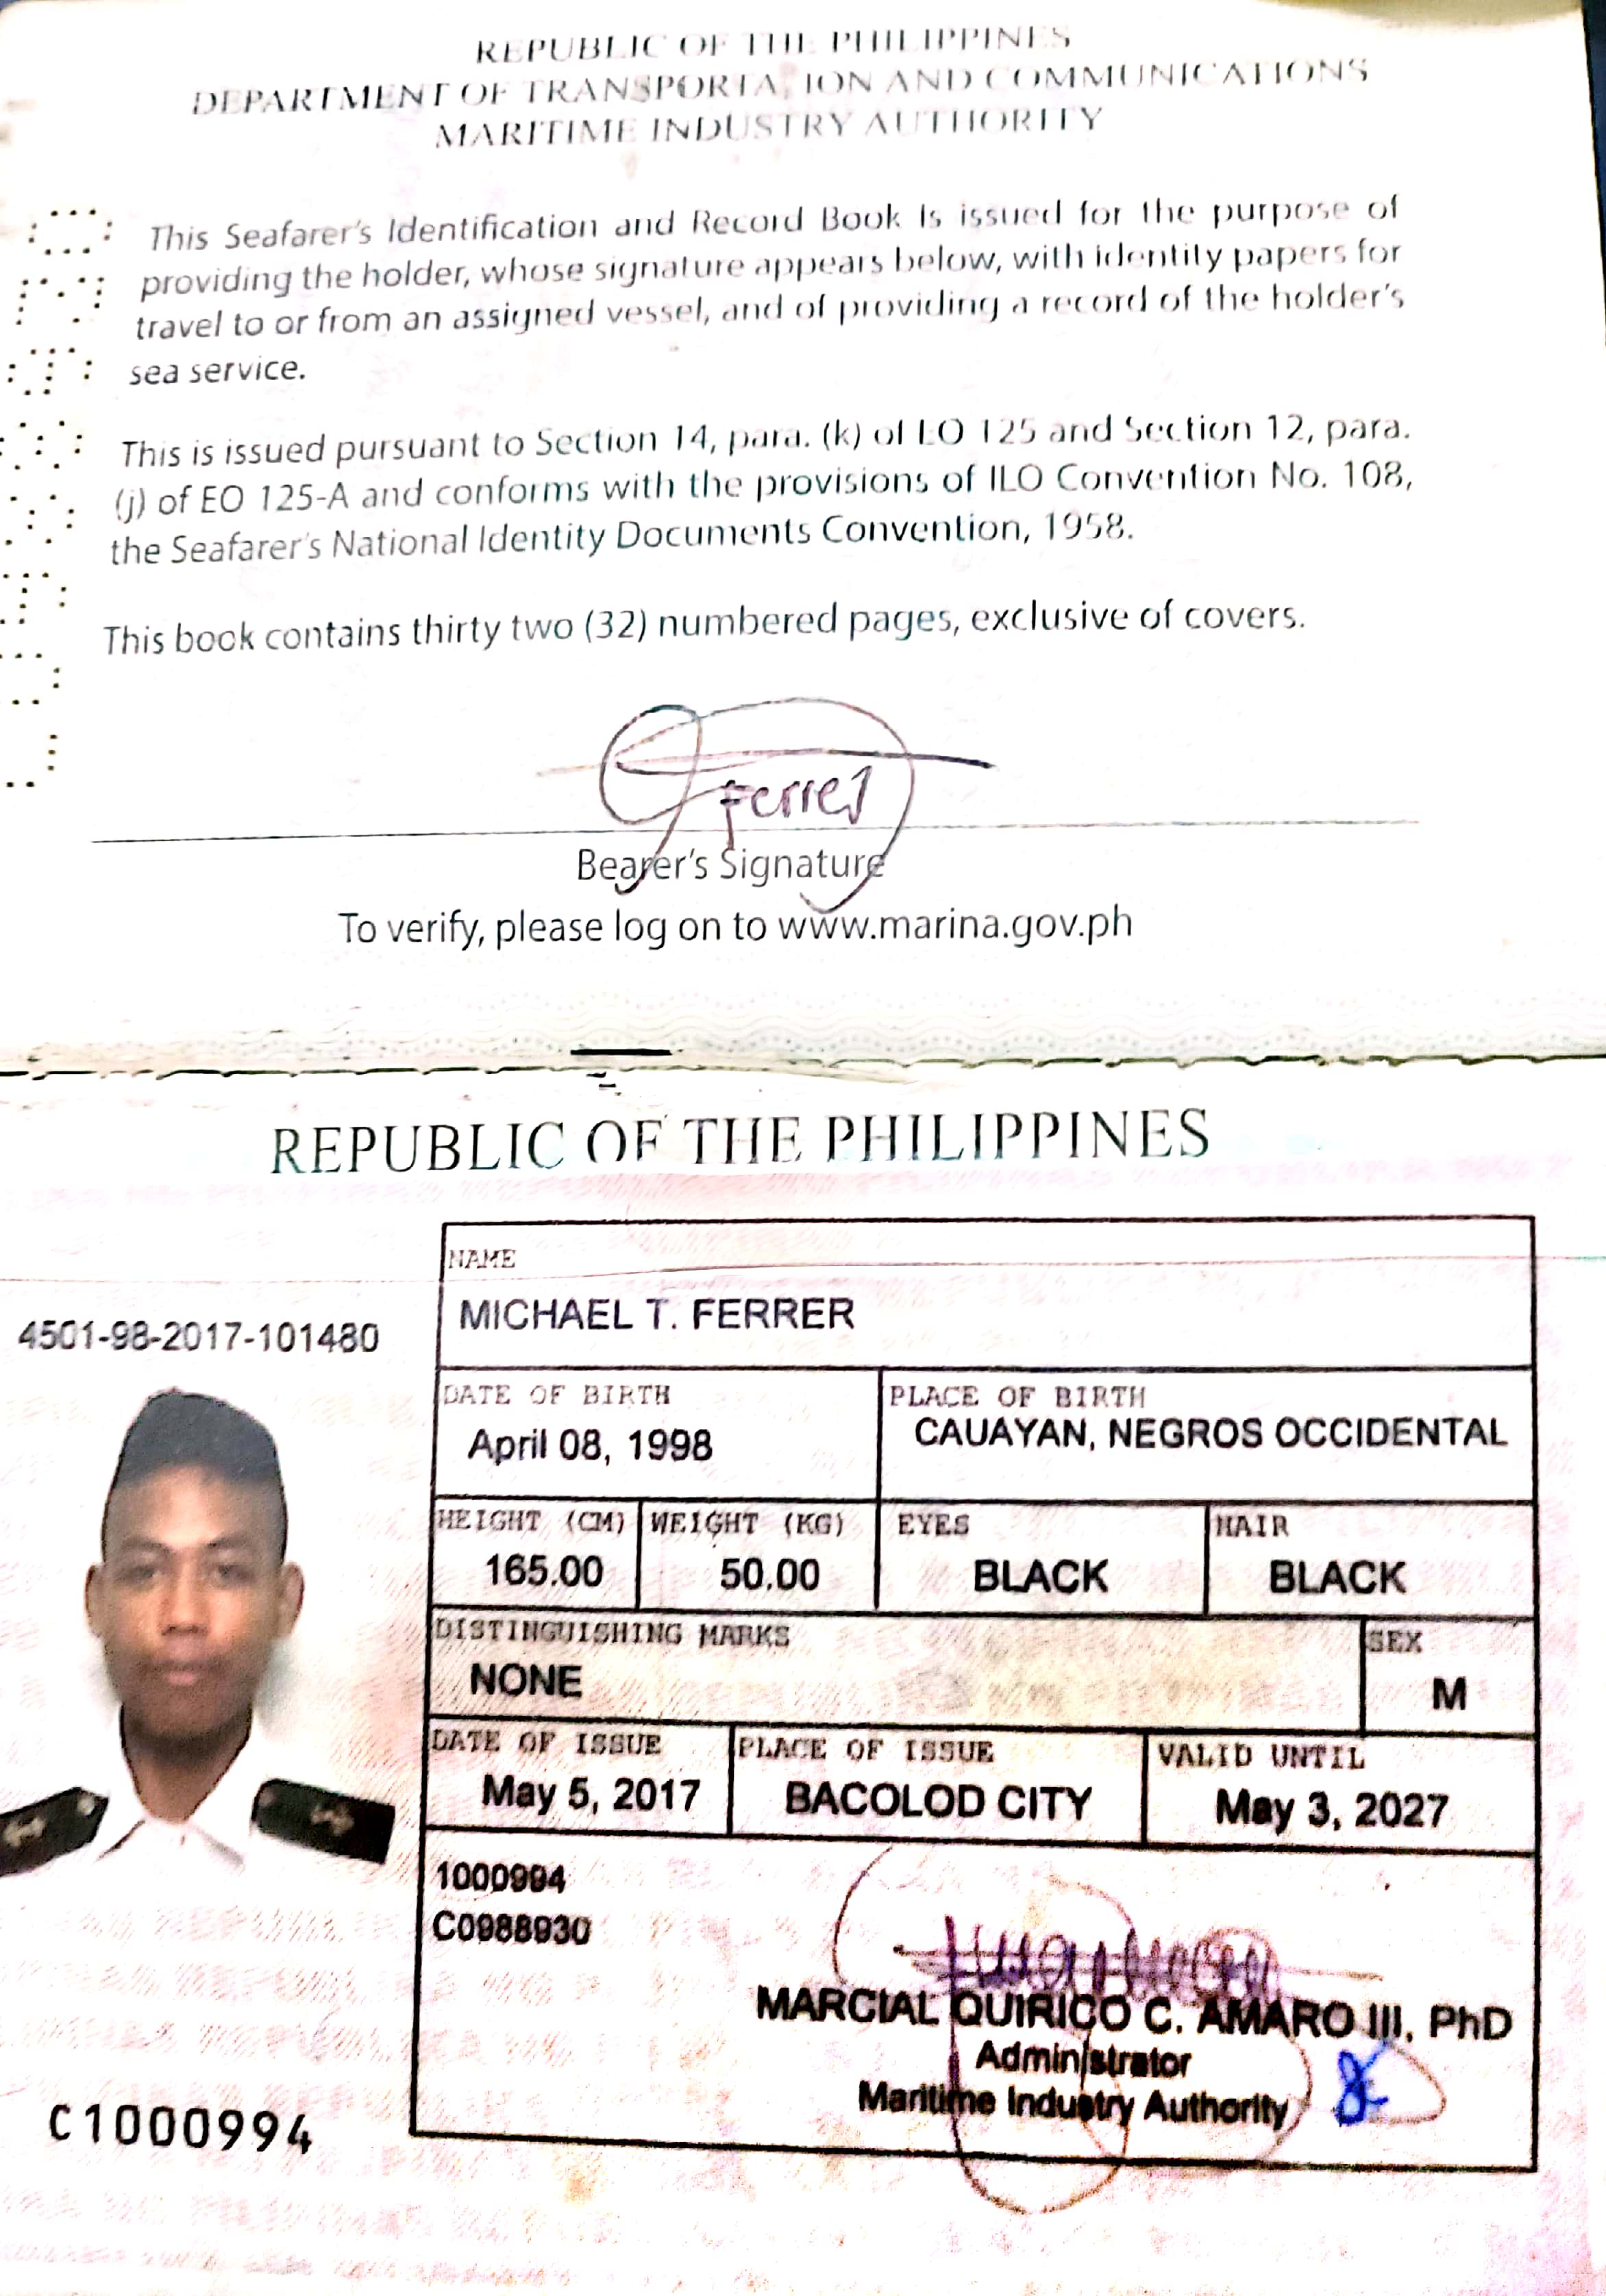 REPUBLIC OF THE PHILIPPINES
DEPARTMENT OF TRANSPORTATION AND COMMUNICATIONS
MARITIME INDUSTRY AUTHORITY
This Seafarer's Identification and Record Book Is issued for the purpose of
providing the holder, whose signature appears below, with identity papers for
travel to or from an assigned vessel, and of providing a record of the holder's
sea service.
This is issued pursuant to Section 14, para. (k) of EO 125 and Section 12, para.
(j) of EO 125-A and conforms with the provisions of ILO Convention No. 108,
the Seafarer's National Identity Documents Convention, 1958.
This book contains thirty two (32) numbered pages, exclusive of covers.
Ferrer
Bearer's Signature
To verify, please log on to www.marina.gov.ph
REPUBLIC OF THE PHILIPPINES
4501-98-2017-101480
NAME
MICHAEL T. FERRER
DATE OF BIRTH
April 08, 1998
PLACE OF BIRTH
CAUAYAN, NEGROS OCCIDENTAL
HEIGHT (CM)
165.00
WEIGHT (KG)
50.00
EYES
BLACK
HAIR
BLACK
DISTINGUISHING MARKS
NONE
SEX
M
DATE OF ISSUE
May 5, 2017
PLACE OF ISSUE
BACOLOD CITY
VALID UNTIL
May 3, 2027
1000994
C0988930
MARCIAL QUIRICO C. AMARO III, PhD
Administrator
Maritime Industry Authority
C1000994